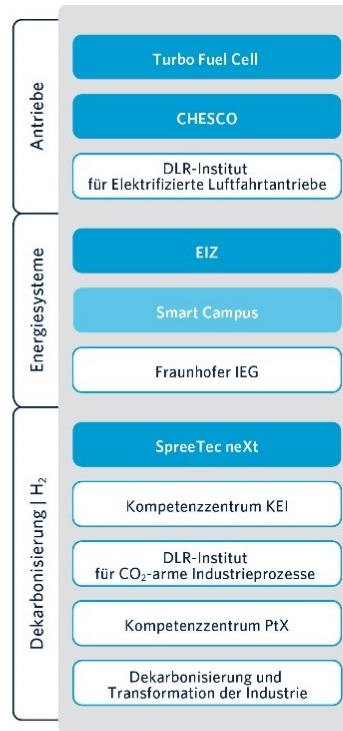 Antriebe
Turbo Fuel Cell
CHESCO
DLR-Institut
für Elektrifizierte Luftfahrtantriebe
Energiesysteme
EIZ
Smart Campus
Fraunhofer IEG
Dekarbonisierung | H₂
SpreeTec neXt
Kompetenzzentrum KEI
DLR-Institut
für CO₂-arme Industrieprozesse
Kompetenzzentrum PtX
Dekarbonisierung und
Transformation der Industrie